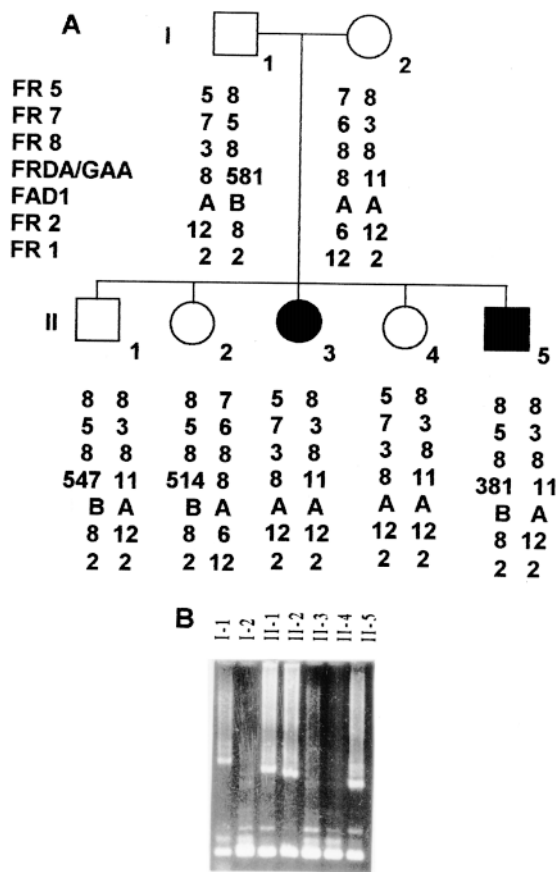 A
I
1
2
FR 5 5 8 7 8
FR 7 7 5 6 3
FR 8 3 8 8 8
FRDA/GAA 8 581 8 11
FAD1 A B A A
FR 2 12 8 6 12
FR 1 2 2 12 2
II
1 2 3 4 5
8 8 8 7 5 8 5 8 8 8
5 3 5 6 7 3 7 3 5 3
8 8 8 8 3 8 3 8 8 8
547 11 514 8 8 11 8 11 381 11
B A B A A A A A B A
8 12 8 6 12 12 12 12 8 12
2 2 2 12 2 2 2 2 2 2
B
I-1 I-2 II-1 II-2 II-3 II-4 II-5